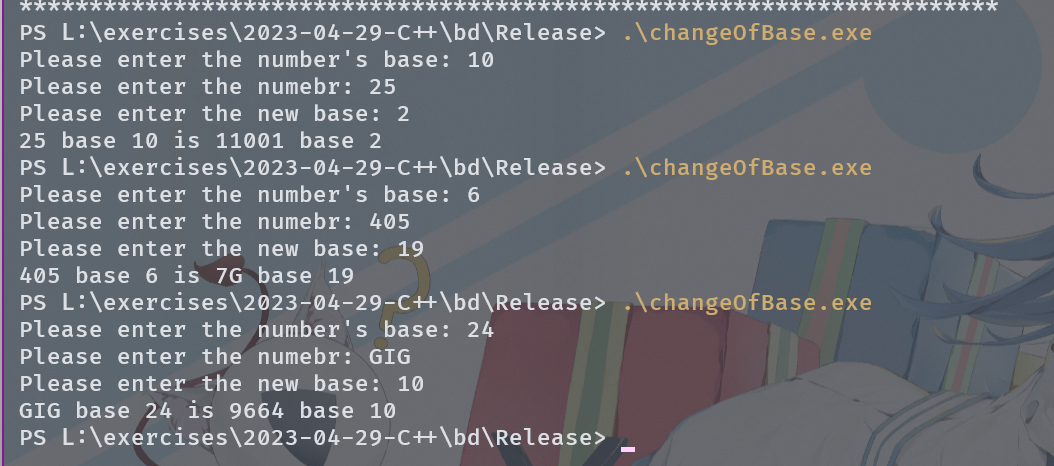 **********************************************************************
PS L:\exercises\2023-04-29-C++\bd\Release> .\changeOfBase.exe
Please enter the number's base: 10
Please enter the numebr: 25
Please enter the new base: 2
25 base 10 is 11001 base 2
PS L:\exercises\2023-04-29-C++\bd\Release> .\changeOfBase.exe
Please enter the number's base: 6
Please enter the numebr: 405
Please enter the new base: 19
405 base 6 is 7G base 19
PS L:\exercises\2023-04-29-C++\bd\Release> .\changeOfBase.exe
Please enter the number's base: 24
Please enter the numebr: GIG
Please enter the new base: 10
GIG base 24 is 9664 base 10
PS L:\exercises\2023-04-29-C++\bd\Release>